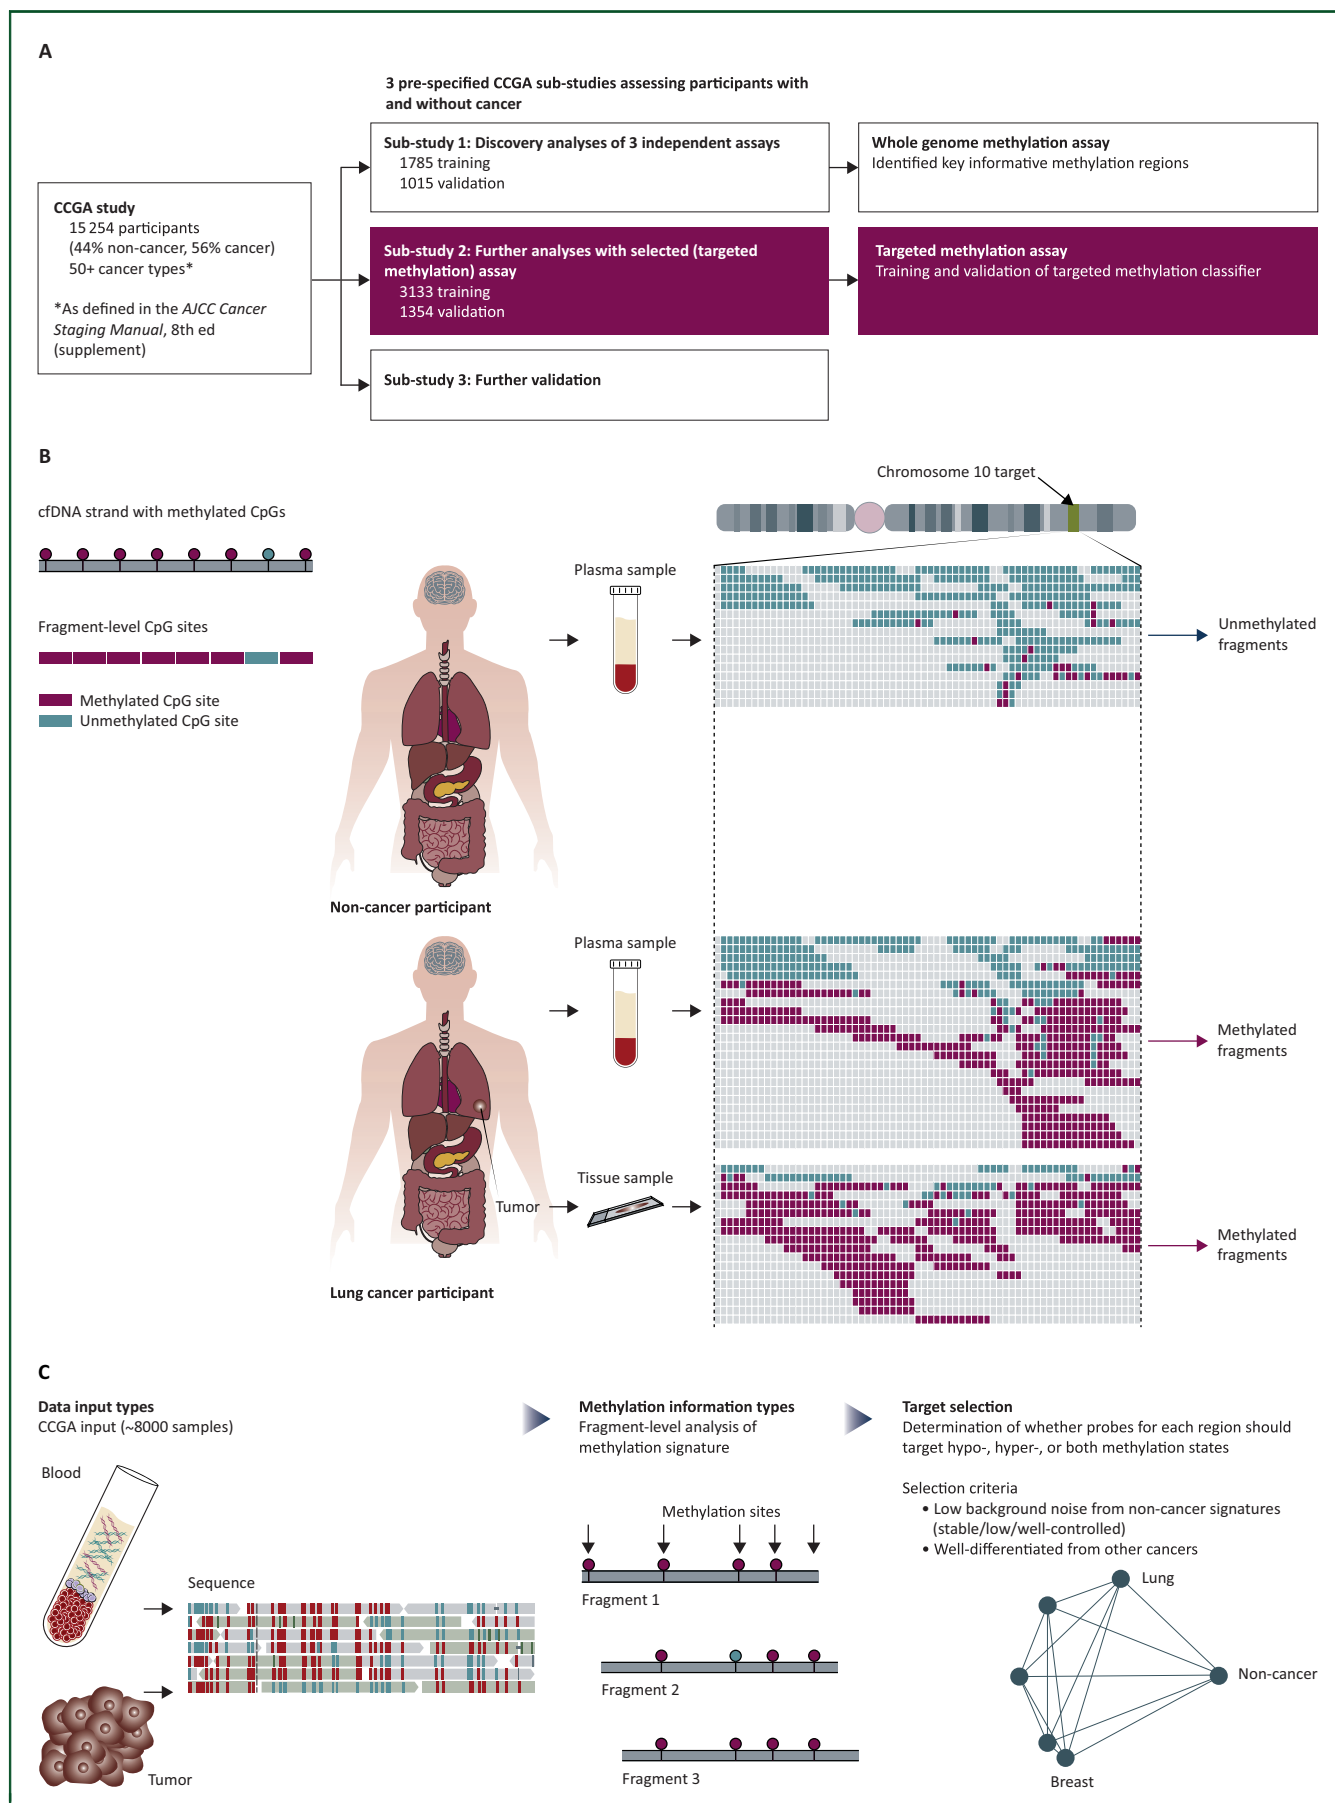 A
3 pre-specified CCGA sub-studies assessing participants with
and without cancer
CCGA study
15 254 participants
(44% non-cancer, 56% cancer)
50+ cancer types*
*As defined in the AJCC Cancer
Staging Manual, 8th ed
(supplement)
Sub-study 1: Discovery analyses of 3 independent assays
1785 training
1015 validation
Whole genome methylation assay
Identified key informative methylation regions
Sub-study 2: Further analyses with selected (targeted
methylation) assay
3133 training
1354 validation
Targeted methylation assay
Training and validation of targeted methylation classifier
Sub-study 3: Further validation
B
Chromosome 10 target
cfDNA strand with methylated CpGs
Fragment-level CpG sites
Methylated CpG site
Unmethylated CpG site
Plasma sample
Unmethylated
fragments
Non-cancer participant
Plasma sample
Methylated
fragments
Tissue sample
Tumor
Methylated
fragments
Lung cancer participant
C
Data input types
CCGA input (~8000 samples)
Blood
Sequence
Tumor
Methylation information types
Fragment-level analysis of
methylation signature
Methylation sites
Fragment 1
Fragment 2
Fragment 3
Target selection
Determination of whether probes for each region should
target hypo-, hyper-, or both methylation states
Selection criteria
• Low background noise from non-cancer signatures
(stable/low/well-controlled)
• Well-differentiated from other cancers
Lung
Non-cancer
Breast